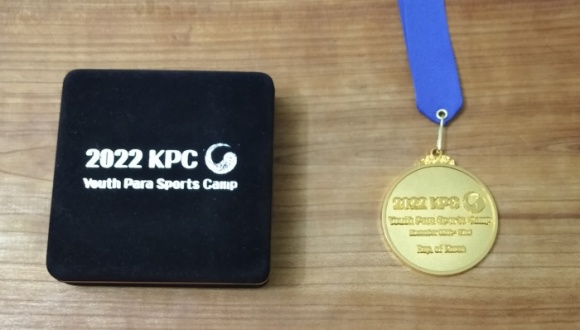 2022 KPC
Youth Para Sports Camp
2022 KPC
Youth Para Sports Camp
Rep. of Korea